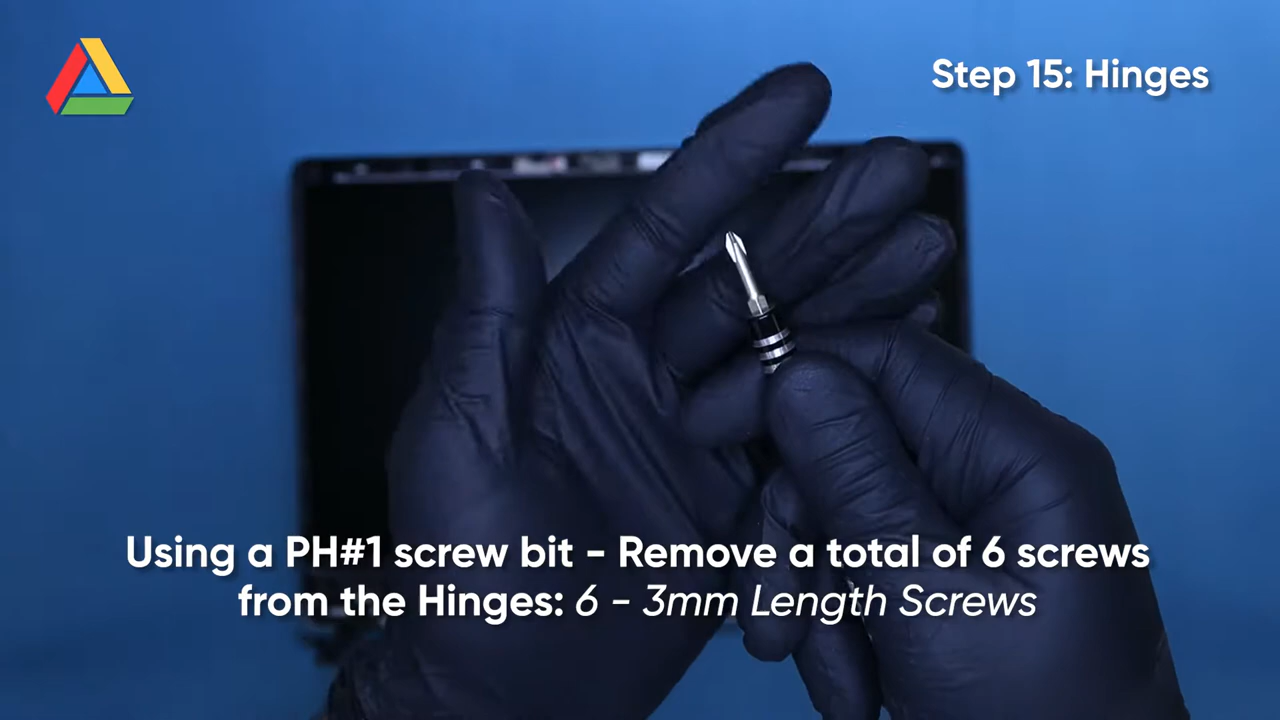 Step 15: Hinges
Using a PH#1 screw bit - Remove a total of 6 screws
from the Hinges: 6 - 3mm Length Screws